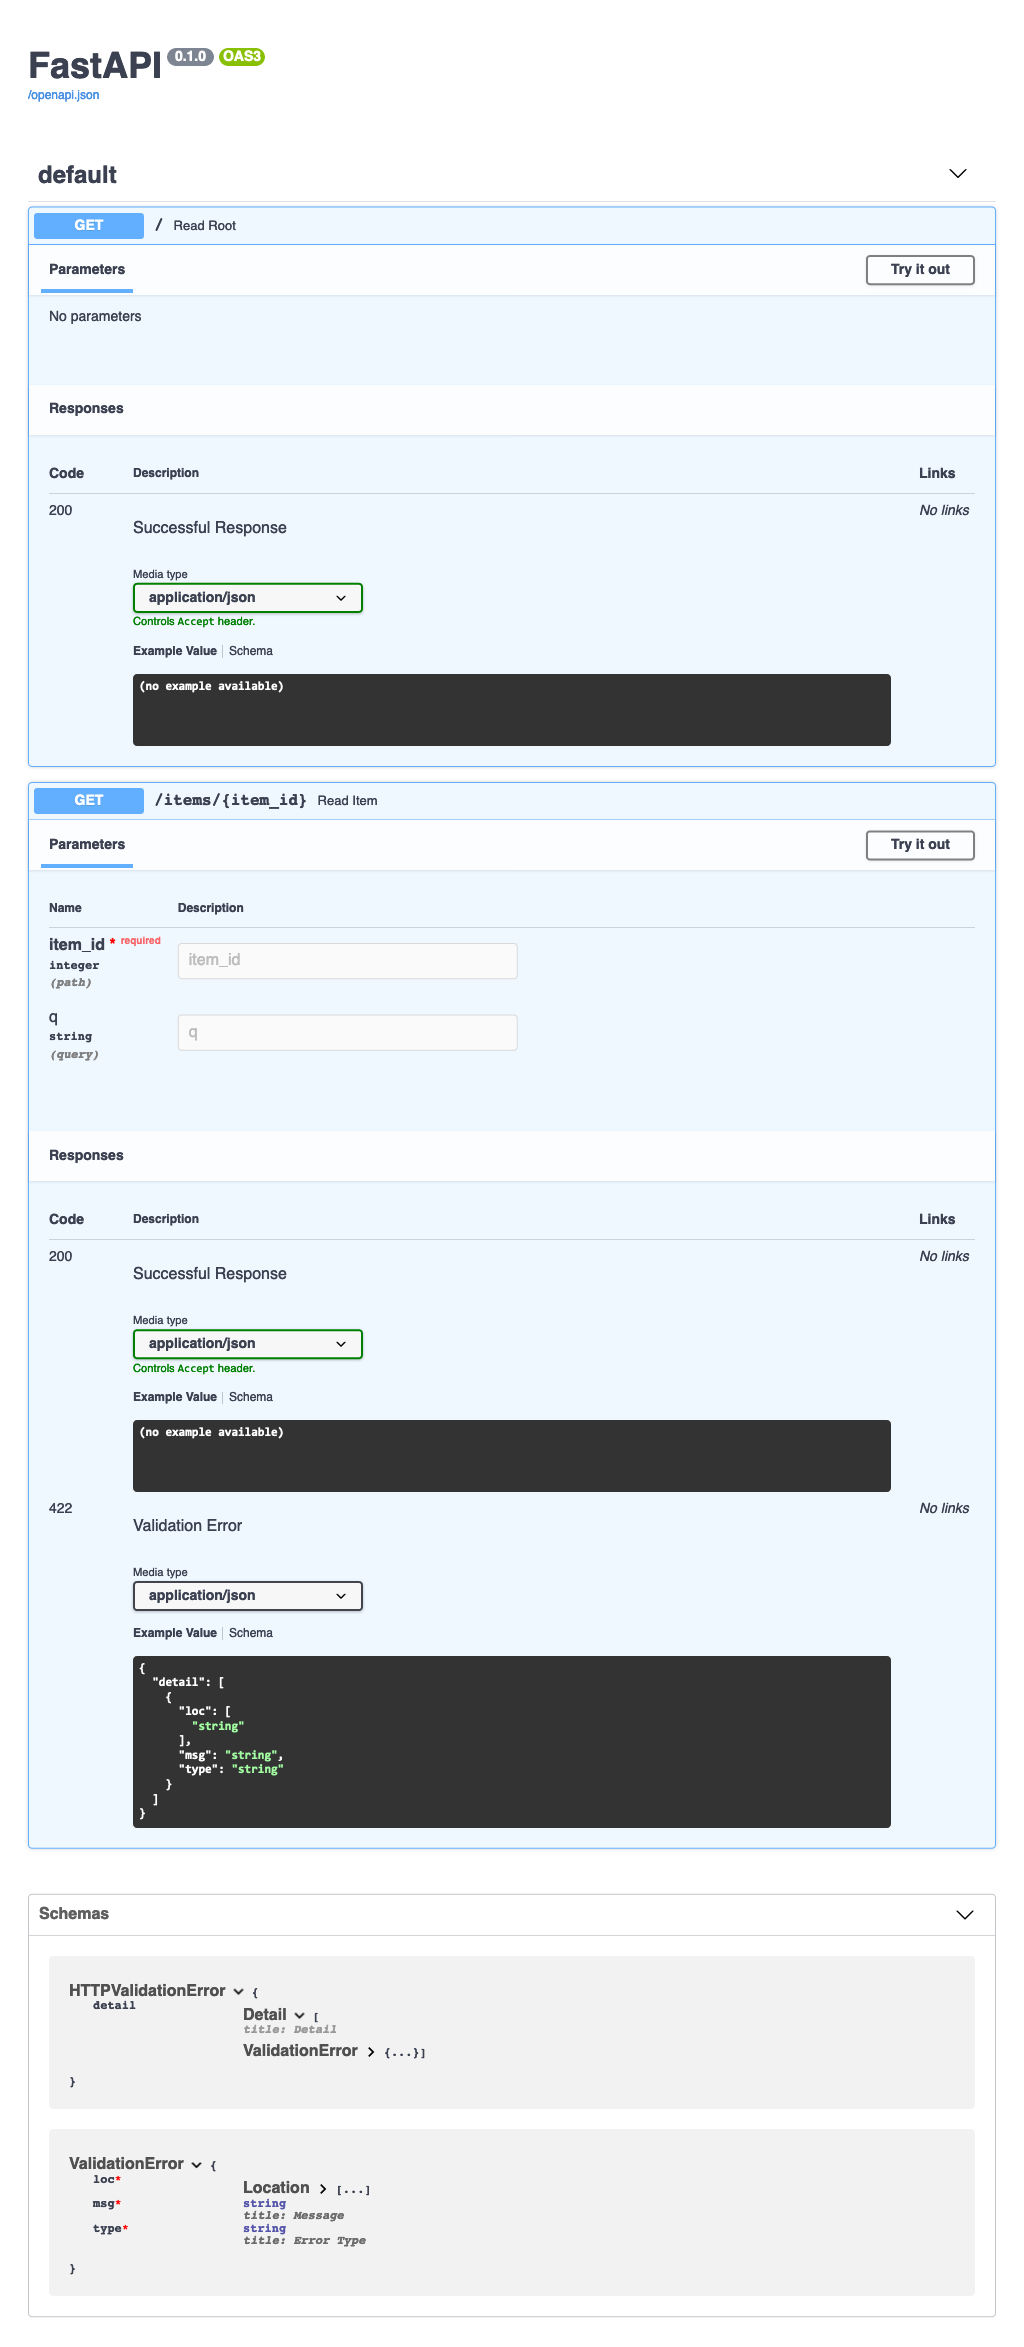 FastAPI 0.1.0 OAS3
/openapi.json
default
GET / Read Root
Parameters Try it out
No parameters
Responses
Code Description Links
200 No links
Successful Response
Media type
application/json
Controls Accept header.
Example Value Schema
(no example available)
GET /items/{item_id} Read Item
Parameters Try it out
Name Description
item_id * required
integer
(path)
item_id
q
string
(query)
q
Responses
Code Description Links
200 No links
Successful Response
Media type
application/json
Controls Accept header.
Example Value Schema
(no example available)
422 No links
Validation Error
Media type
application/json
Example Value Schema
{
  "detail": [
    {
      "loc": [
        "string"
      ],
      "msg": "string",
      "type": "string"
    }
  ]
}
Schemas
HTTPValidationError {
detail
Detail [
title: Detail
ValidationError {...}]
}
ValidationError {
loc*
Location [...]
msg* string
title: Message
type* string
title: Error Type
}